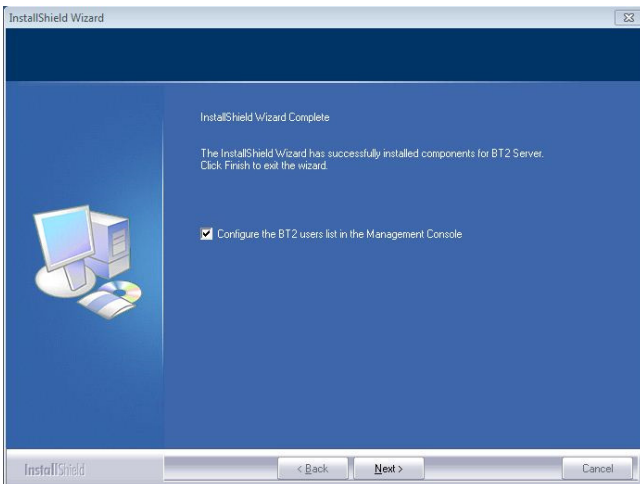 InstallShield Wizard
InstallShield Wizard Complete
The InstallShield Wizard has successfully installed components for BT2 Server.
Click Finish to exit the wizard.
Configure the BT2 users list in the Management Console
InstallShield
< Back
Next >
Cancel